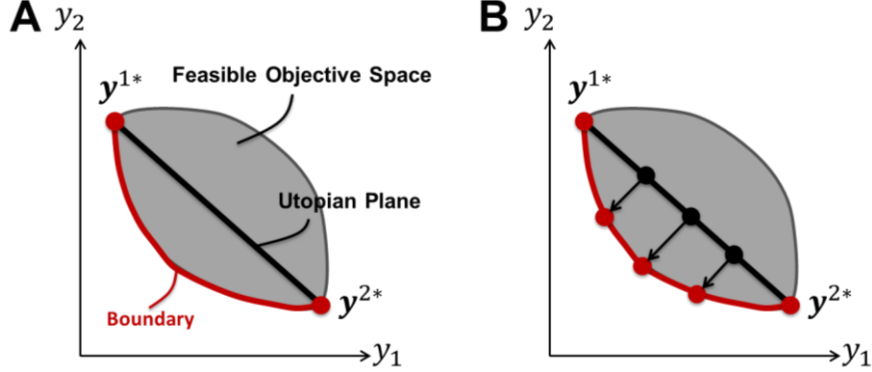 A
y₂
y¹*
Feasible Objective Space
Utopian Plane
y²*
Boundary
y₁
B
y₂
y¹*
y²*
y₁